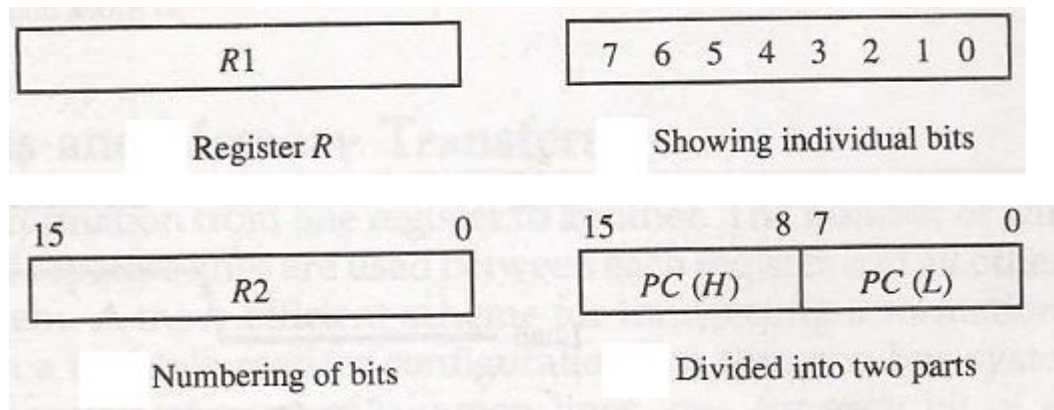 R1
7 6 5 4 3 2 1 0
Register R
Showing individual bits
15 0
15 8 7 0
R2
PC (H) PC (L)
Numbering of bits
Divided into two parts